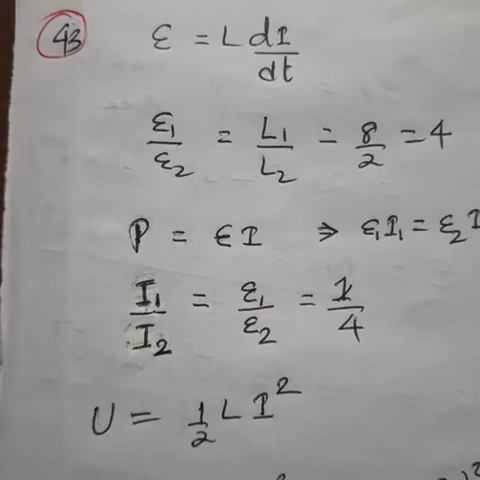 43 ε = L dI/dt
ε₁/ε₂ = L₁/L₂ = 8/2 = 4
P = εI ⇒ ε₁I₁ = ε₂I
I₁/I₂ = ε₁/ε₂ = 1/4
U = 1/2 L I²